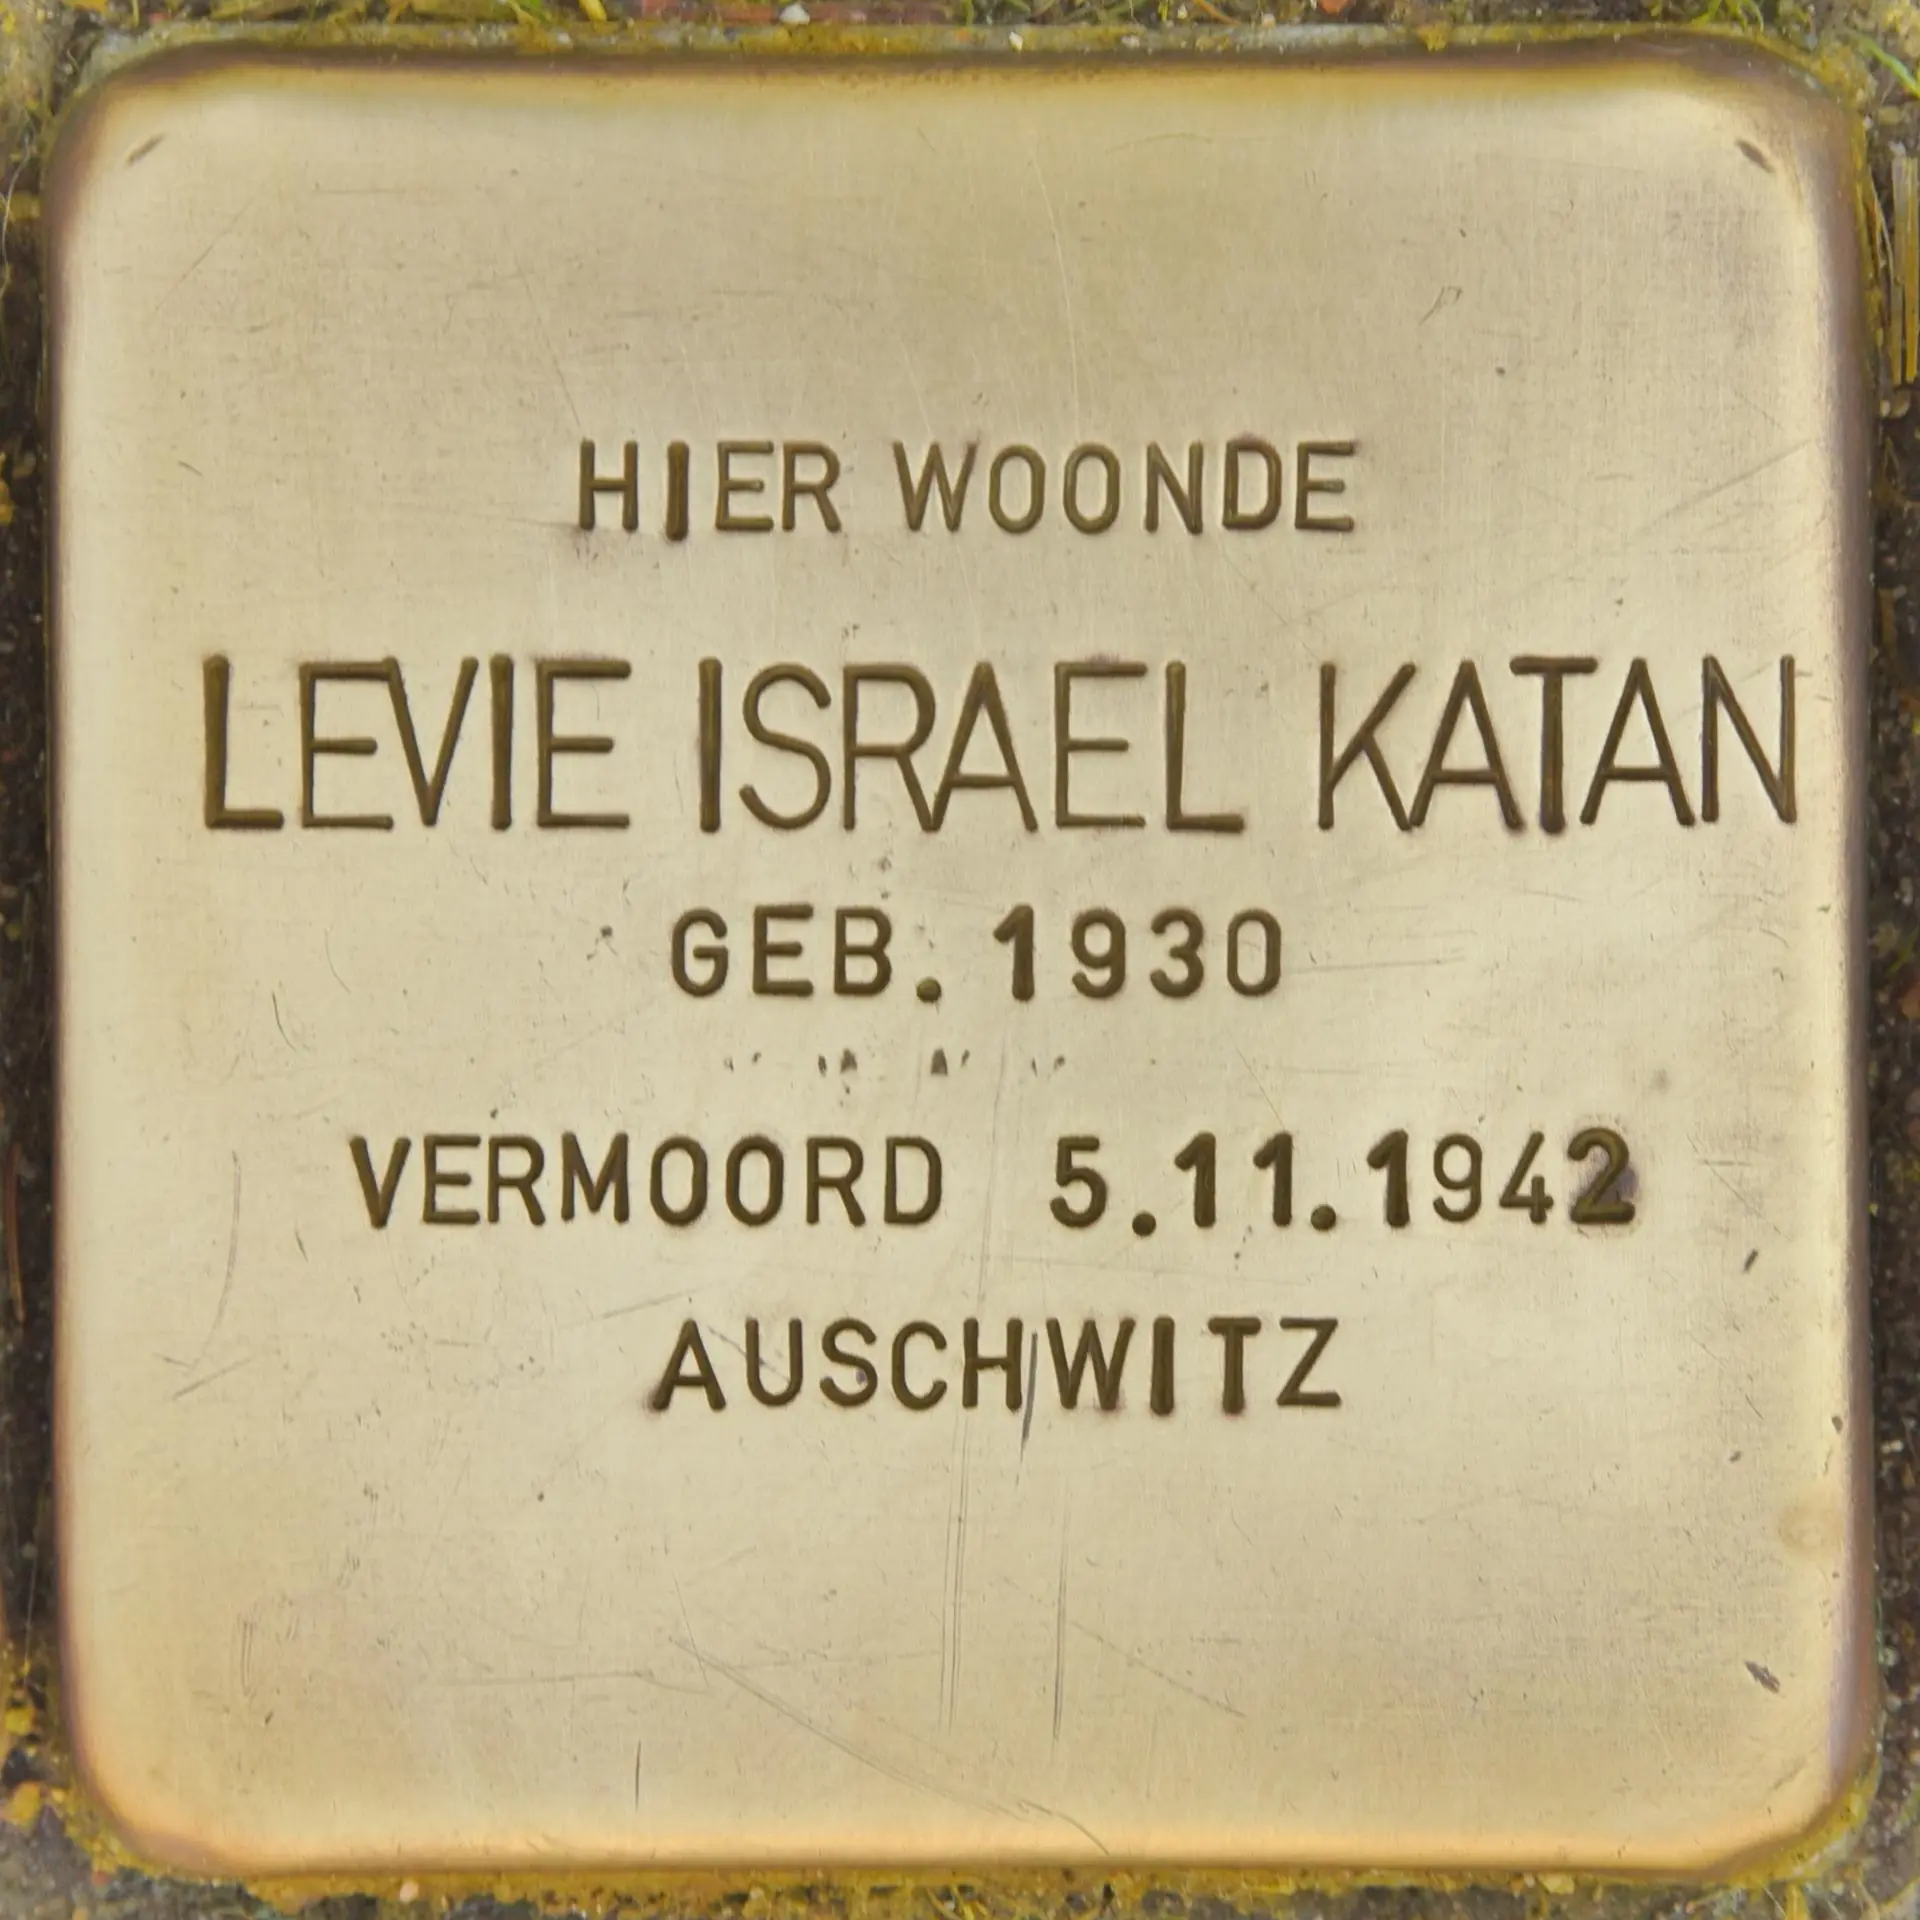 HIER WOONDE
LEVIE ISRAEL KATAN
GEB. 1930
VERMOORD 5.11.1942
AUSCHWITZ